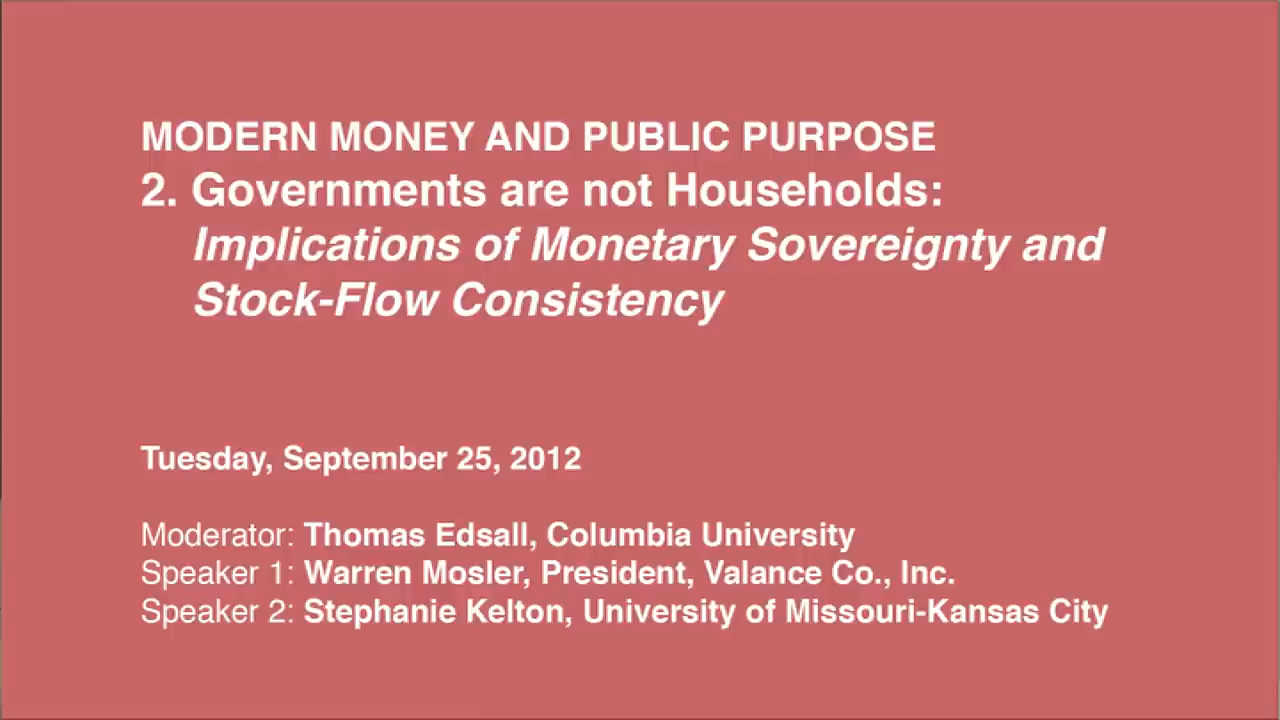 MODERN MONEY AND PUBLIC PURPOSE
2. Governments are not Households:
Implications of Monetary Sovereignty and
Stock-Flow Consistency
Tuesday, September 25, 2012
Moderator: Thomas Edsall, Columbia University
Speaker 1: Warren Mosler, President, Valance Co., Inc.
Speaker 2: Stephanie Kelton, University of Missouri-Kansas City